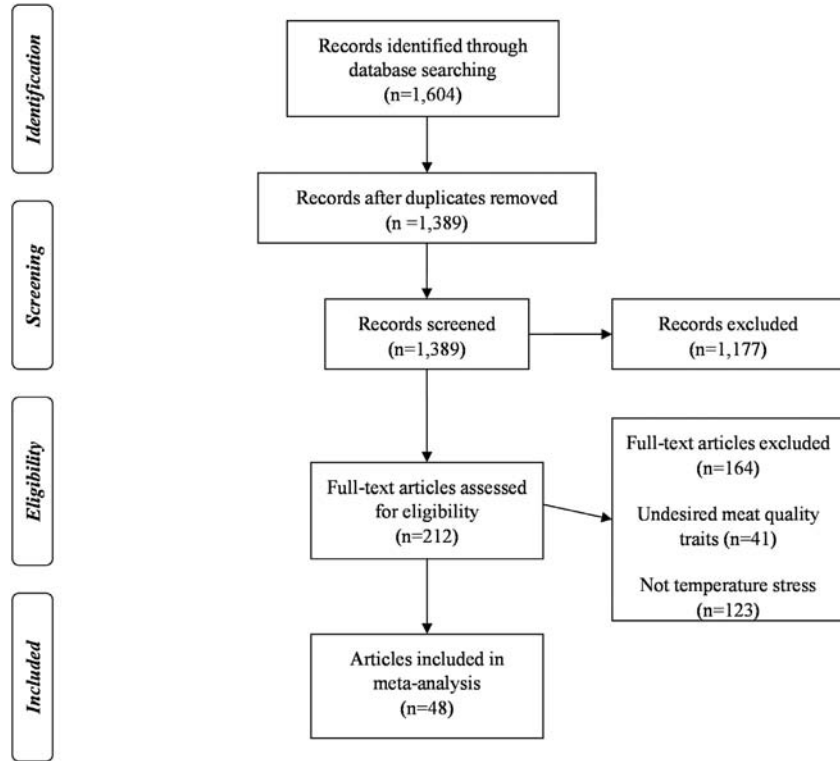 Identification
Records identified through
database searching
(n=1,604)
Records after duplicates removed
(n =1,389)
Screening
Records screened
(n=1,389)
Records excluded
(n=1,177)
Eligibility
Full-text articles assessed
for eligibility
(n=212)
Full-text articles excluded
(n=164)
Undesired meat quality
traits (n=41)
Not temperature stress
(n=123)
Included
Articles included in
meta-analysis
(n=48)